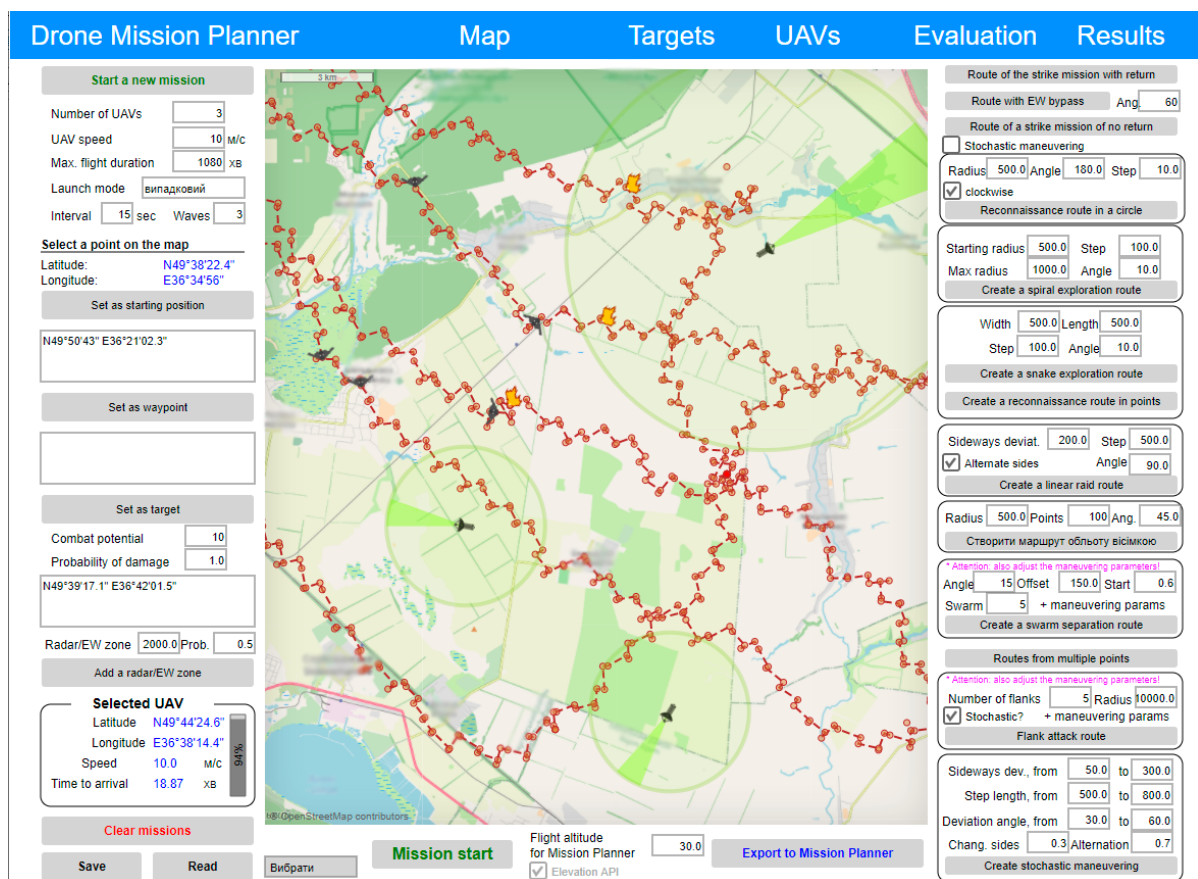 Drone Mission Planner Map Targets UAVs Evaluation Results
Start a new mission
Number of UAVs 3
UAV speed 10 М/С
Max. flight duration 1080 ХВ
Launch mode випадковий
Interval 15 sec Waves 3
Select a point on the map
Latitude: N49°38'22.4"
Longitude: E36°34'56"
Set as starting position
N49°50'43" E36°21'02.3"
Set as waypoint
Set as target
Combat potential 10
Probability of damage 1.0
N49°39'17.1" E36°42'01.5"
Radar/EW zone 2000.0 Prob. 0.5
Add a radar/EW zone
Selected UAV
Latitude N49°44'24.6"
Longitude E36°38'14.4"
Speed 10.0 М/С
Time to arrival 18.87 ХВ
94%
Clear missions
Save Read
3 km
© OpenStreetMap contributors
Вибрати
Mission start
Flight altitude
for Mission Planner 30.0
Elevation API
Export to Mission Planner
Route of the strike mission with return
Route with EW bypass Ang. 60
Route of a strike mission of no return
Stochastic maneuvering
Radius 500.0 Angle 180.0 Step 10.0
clockwise
Reconnaissance route in a circle
Starting radius 500.0 Step 100.0
Max radius 1000.0 Angle 10.0
Create a spiral exploration route
Width 500.0 Length 500.0
Step 100.0 Angle 10.0
Create a snake exploration route
Create a reconnaissance route in points
Sideways deviat. 200.0 Step 500.0
Alternate sides Angle 90.0
Create a linear raid route
Radius 500.0 Points 100 Ang. 45.0
Створити маршрут обльоту вісімкою
* Attention: also adjust the maneuvering parameters!
Angle 15 Offset 150.0 Start 0.6
Swarm 5 + maneuvering params
Create a swarm separation route
Routes from multiple points
* Attention: also adjust the maneuvering parameters!
Number of flanks 5 Radius 10000.0
Stochastic? + maneuvering params
Flank attack route
Sideways dev., from 50.0 to 300.0
Step length, from 500.0 to 800.0
Deviation angle, from 30.0 to 60.0
Chang. sides 0.3 Alternation 0.7
Create stochastic maneuvering